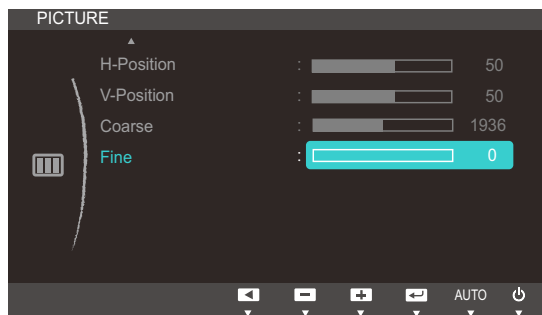 PICTURE
H-Position : 50
V-Position : 50
Coarse : 1936
Fine : 0
AUTO